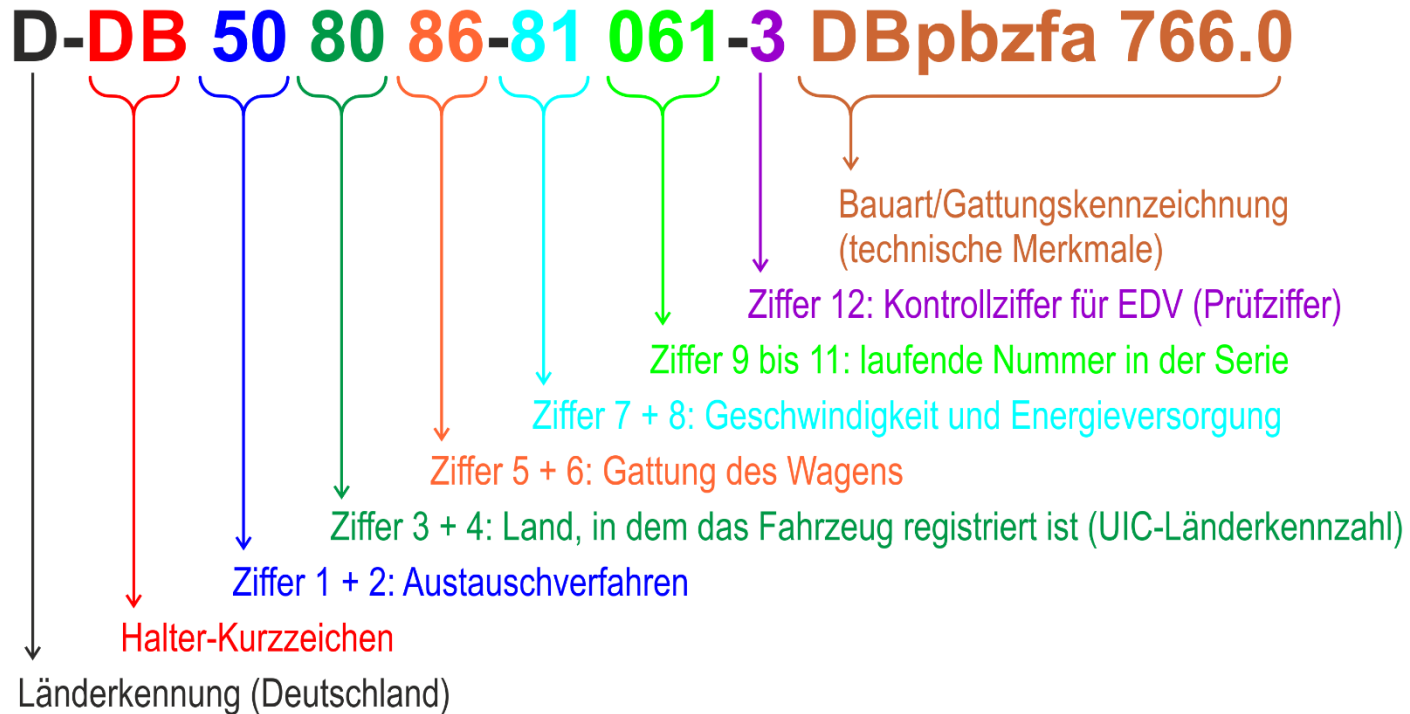 D-DB 50 80 86-81 061-3 DBpbzfa 766.0
Bauart/Gattungskennzeichnung
(technische Merkmale)
Ziffer 12: Kontrollziffer für EDV (Prüfziffer)
Ziffer 9 bis 11: laufende Nummer in der Serie
Ziffer 7 + 8: Geschwindigkeit und Energieversorgung
Ziffer 5 + 6: Gattung des Wagens
Ziffer 3 + 4: Land, in dem das Fahrzeug registriert ist (UIC-Länderkennzahl)
Ziffer 1 + 2: Austauschverfahren
Halter-Kurzzeichen
Länderkennung (Deutschland)